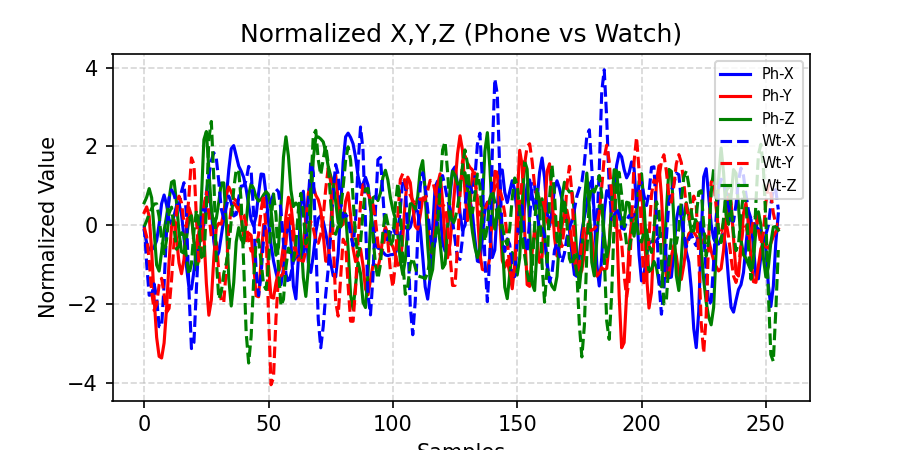 Normalized X,Y,Z (Phone vs Watch)
Normalized Value
4
2
0
−2
−4
Ph-X
Ph-Y
Ph-Z
Wt-X
Wt-Y
Wt-Z
0 50 100 150 200 250
Samples